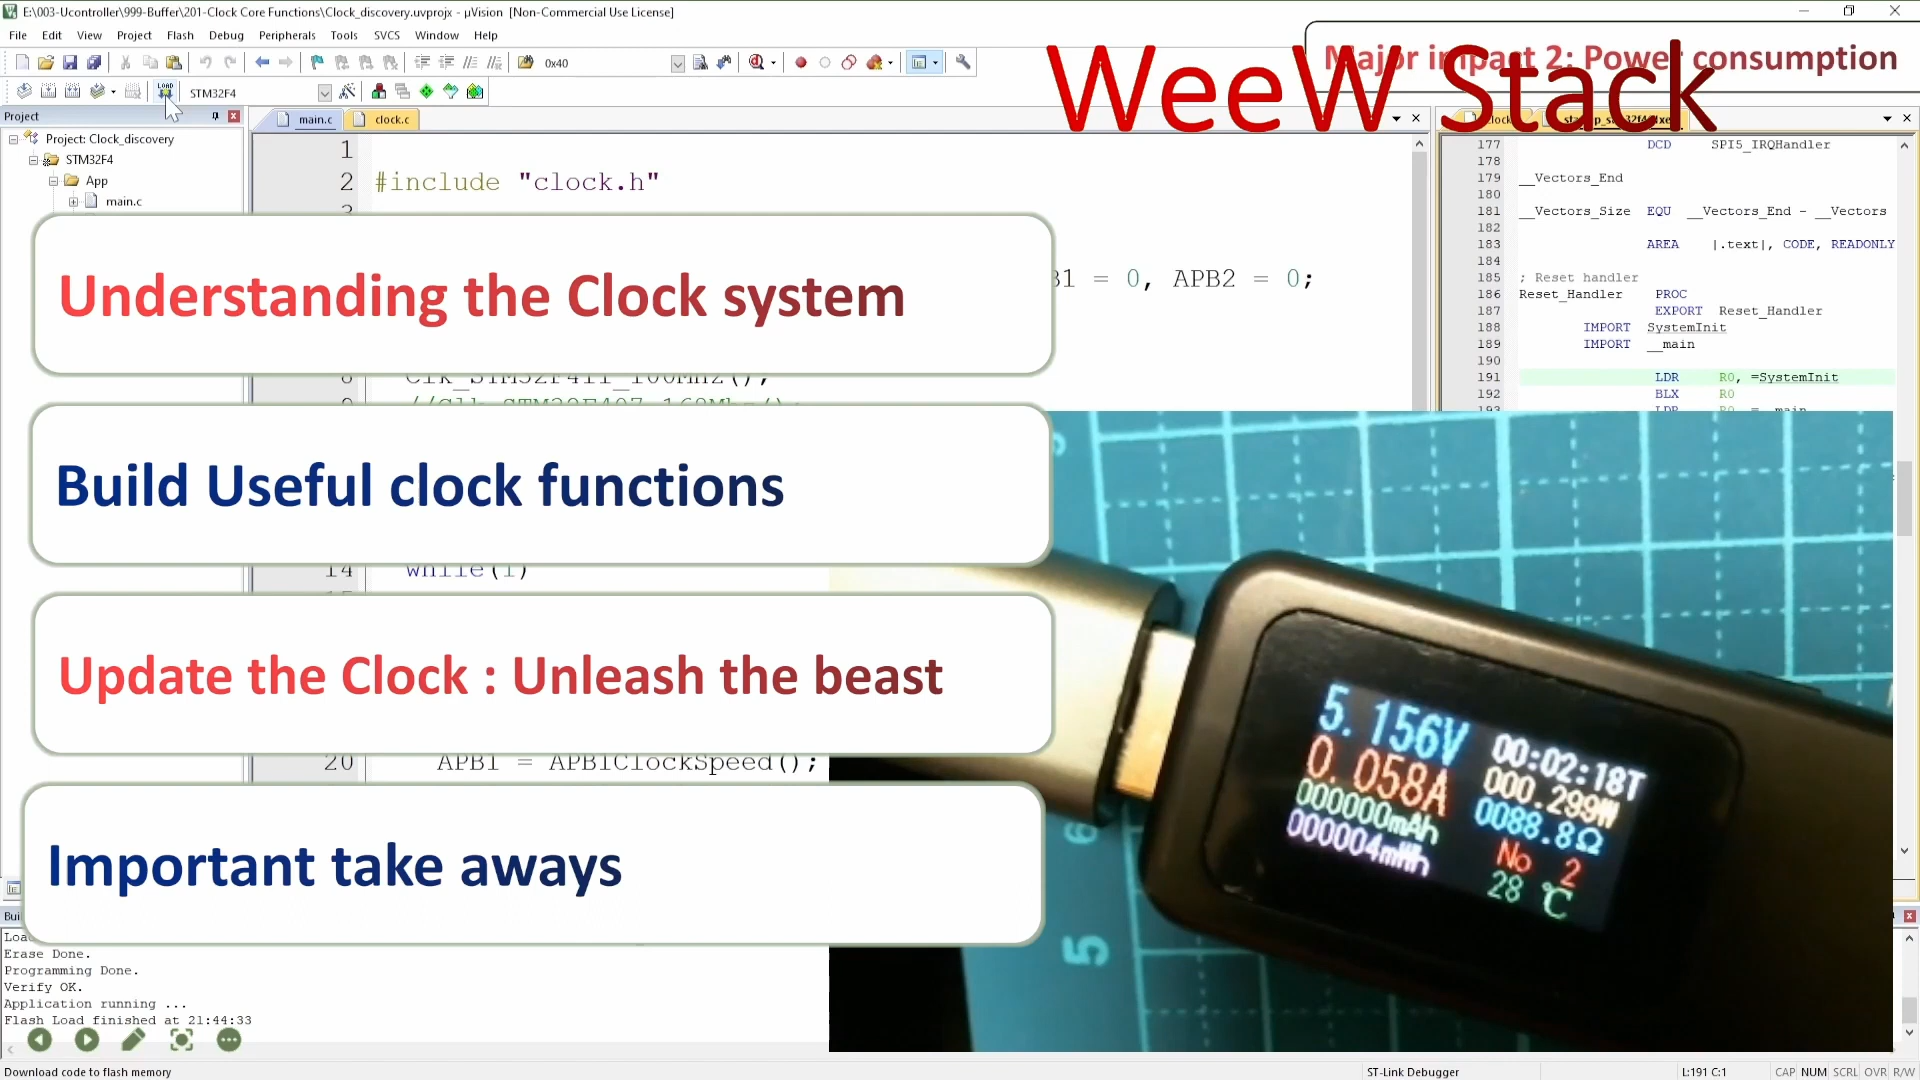 E:\003-Ucontroller\999-Buffer\201-Clock Core Functions\Clock_discovery.uvprojx - µVision [Non-Commercial Use License]
File Edit View Project Flash Debug Peripherals Tools SVCS Window Help
0x40
LOAD
STM32F4
Major impact 2: Power consumption
WeeW Stack
Project
Project: Clock_discovery
STM32F4
App
main.c
main.c clock.c
1
2 #include "clock.h"
= 0, APB2 = 0;
Clk_STM32F411_100Mhz();
14 while(1)
20 APB1 = APB1ClockSpeed();
Understanding the Clock system
Build Useful clock functions
Update the Clock : Unleash the beast
Important take aways
177 DCD SPI5_IRQHandler
178
179 __Vectors_End
180
181 __Vectors_Size EQU __Vectors_End - __Vectors
182
183 AREA |.text|, CODE, READONLY
184
185 ; Reset handler
186 Reset_Handler PROC
187 EXPORT Reset_Handler
188 IMPORT SystemInit
189 IMPORT __main
190
191 LDR R0, =SystemInit
192 BLX R0
5.156V
0.058A
000000mAh
000004mWh
00:02:18T
000.299W
0088.8Ω
No 2
28 ℃
6
5
Erase Done.
Programming Done.
Verify OK.
Application running ...
Flash Load finished at 21:44:33
Download code to flash memory
ST-Link Debugger
L:191 C:1
CAP NUM SCRL OVR R/W